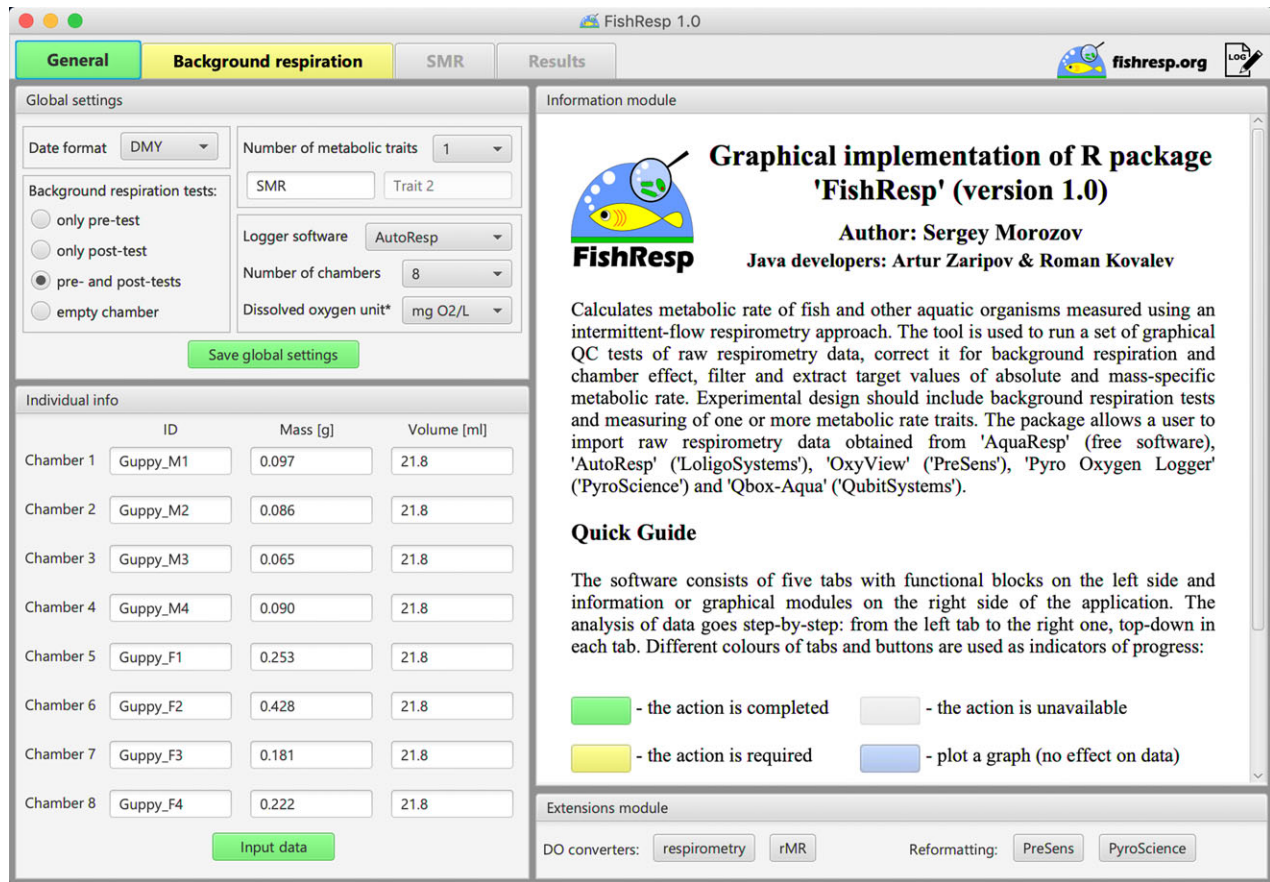 FishResp 1.0
General
Background respiration
SMR
Results
fishresp.org
LOG
Global settings
Date format DMY
Number of metabolic traits 1
SMR
Trait 2
Background respiration tests:
only pre-test
only post-test
pre- and post-tests
empty chamber
Logger software AutoResp
Number of chambers 8
Dissolved oxygen unit* mg O2/L
Save global settings
Individual info
ID Mass [g] Volume [ml]
Chamber 1 Guppy_M1 0.097 21.8
Chamber 2 Guppy_M2 0.086 21.8
Chamber 3 Guppy_M3 0.065 21.8
Chamber 4 Guppy_M4 0.090 21.8
Chamber 5 Guppy_F1 0.253 21.8
Chamber 6 Guppy_F2 0.428 21.8
Chamber 7 Guppy_F3 0.181 21.8
Chamber 8 Guppy_F4 0.222 21.8
Input data
Information module
FishResp
Graphical implementation of R package
'FishResp' (version 1.0)
Author: Sergey Morozov
Java developers: Artur Zaripov & Roman Kovalev
Calculates metabolic rate of fish and other aquatic organisms measured using an
intermittent-flow respirometry approach. The tool is used to run a set of graphical
QC tests of raw respirometry data, correct it for background respiration and
chamber effect, filter and extract target values of absolute and mass-specific
metabolic rate. Experimental design should include background respiration tests
and measuring of one or more metabolic rate traits. The package allows a user to
import raw respirometry data obtained from 'AquaResp' (free software),
'AutoResp' ('LoligoSystems'), 'OxyView' ('PreSens'), 'Pyro Oxygen Logger'
('PyroScience') and 'Qbox-Aqua' ('QubitSystems').
Quick Guide
The software consists of five tabs with functional blocks on the left side and
information or graphical modules on the right side of the application. The
analysis of data goes step-by-step: from the left tab to the right one, top-down in
each tab. Different colours of tabs and buttons are used as indicators of progress:
- the action is completed
- the action is unavailable
- the action is required
- plot a graph (no effect on data)
Extensions module
DO converters: respirometry rMR
Reformatting: PreSens PyroScience